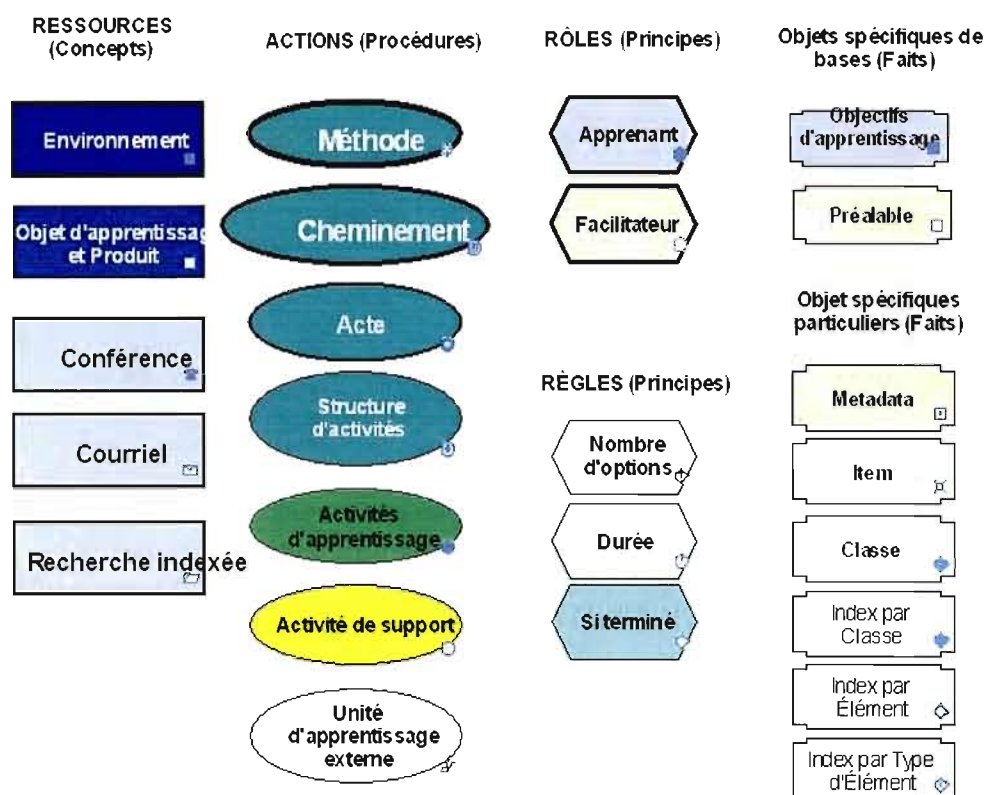 RESSOURCES
(Concepts)
Environnement
Objet d'apprentissag
et Produit
Conférence
Courriel
Recherche indexée
ACTIONS (Procédures)
Méthode
Cheminement
Acte
Structure
d'activités
Activités
d'apprentissage
Activité de support
Unité
d'apprentissage
externe
RÔLES (Principes)
Apprenant
Facilitateur
RÈGLES (Principes)
Nombre
d'options
Durée
Si terminé
Objets spécifiques de
bases (Faits)
Objectifs
d'apprentissage
Préalable
Objet spécifiques
particuliers (Faits)
Metadata
Item
Classe
Index par
Classe
Index par
Élément
Index par Type
d'Élément